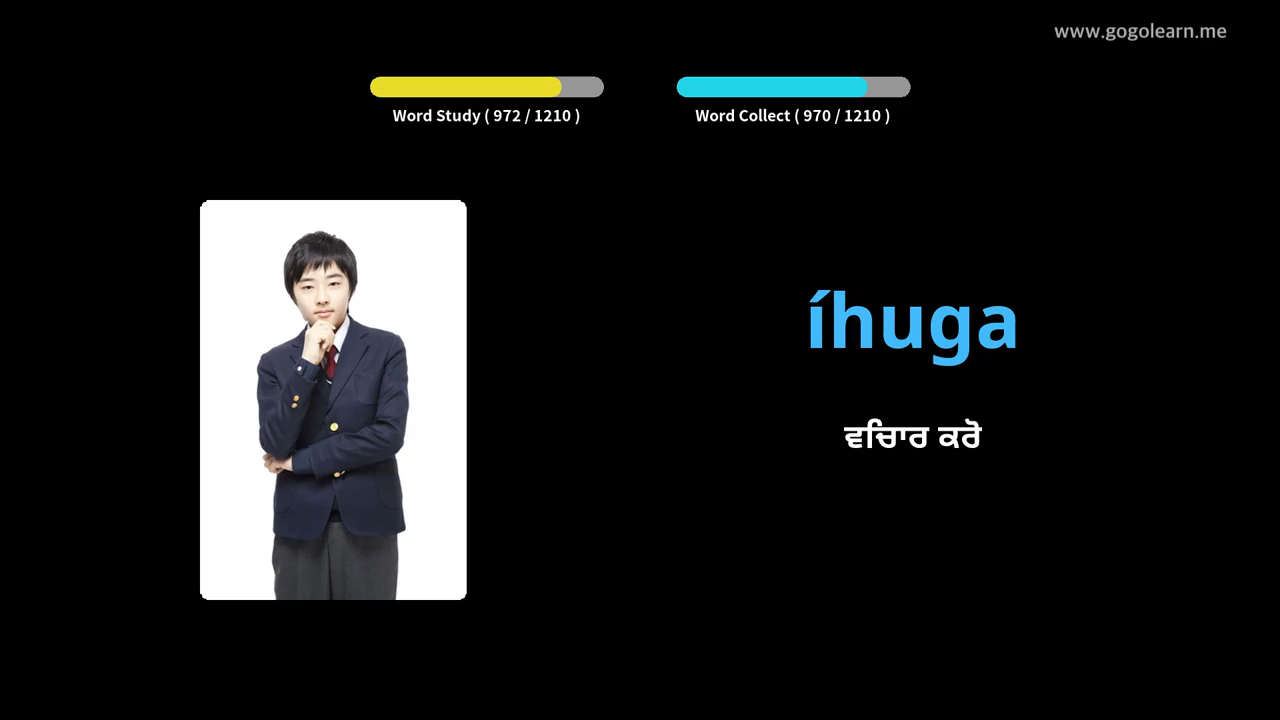 www.gogolearn.me
Word Study ( 972 / 1210 )
Word Collect ( 970 / 1210 )
íhuga
ਵਿਚਾਰ ਕਰੋ